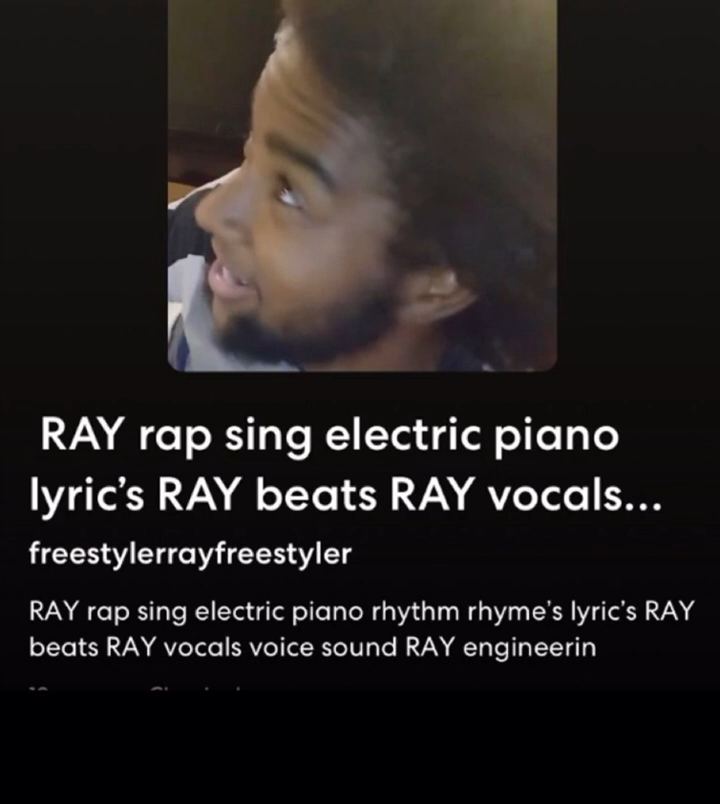 RAY rap sing electric piano
lyric's RAY beats RAY vocals...
freestylerrayfreestyler
RAY rap sing electric piano rhythm rhyme's lyric's RAY
beats RAY vocals voice sound RAY engineerin